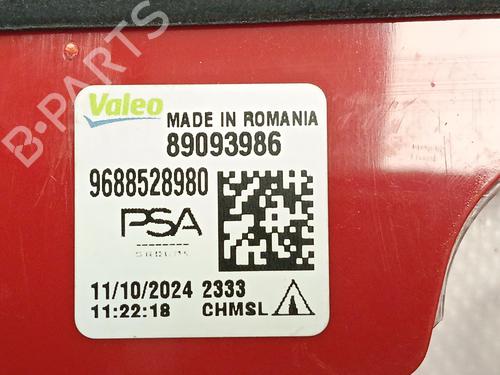 B-PARTS
Valeo
MADE IN ROMANIA
89093986
9688528980
PSA
11/10/2024 2333
11:22:18 CHMSL